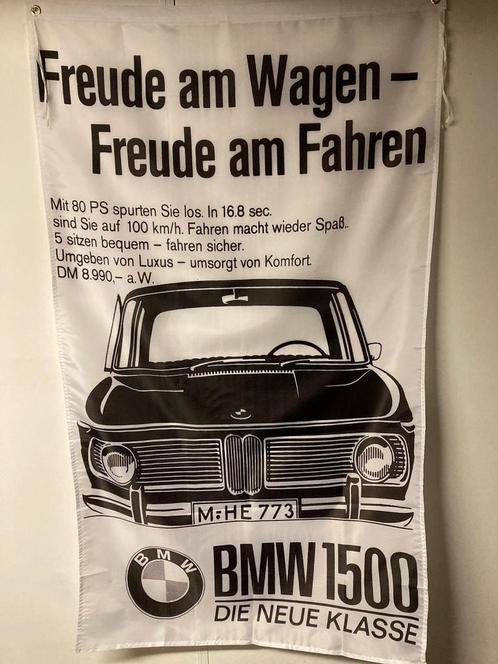 Freude am Wagen –
Freude am Fahren
Mit 80 PS spurten Sie los. In 16.8 sec.
sind Sie auf 100 km/h. Fahren macht wieder Spaß.
5 sitzen bequem – fahren sicher.
Umgeben von Luxus – umsorgt von Komfort.
DM 8.990,– a.W.
M·HE 773
BMW
BMW 1500
DIE NEUE KLASSE